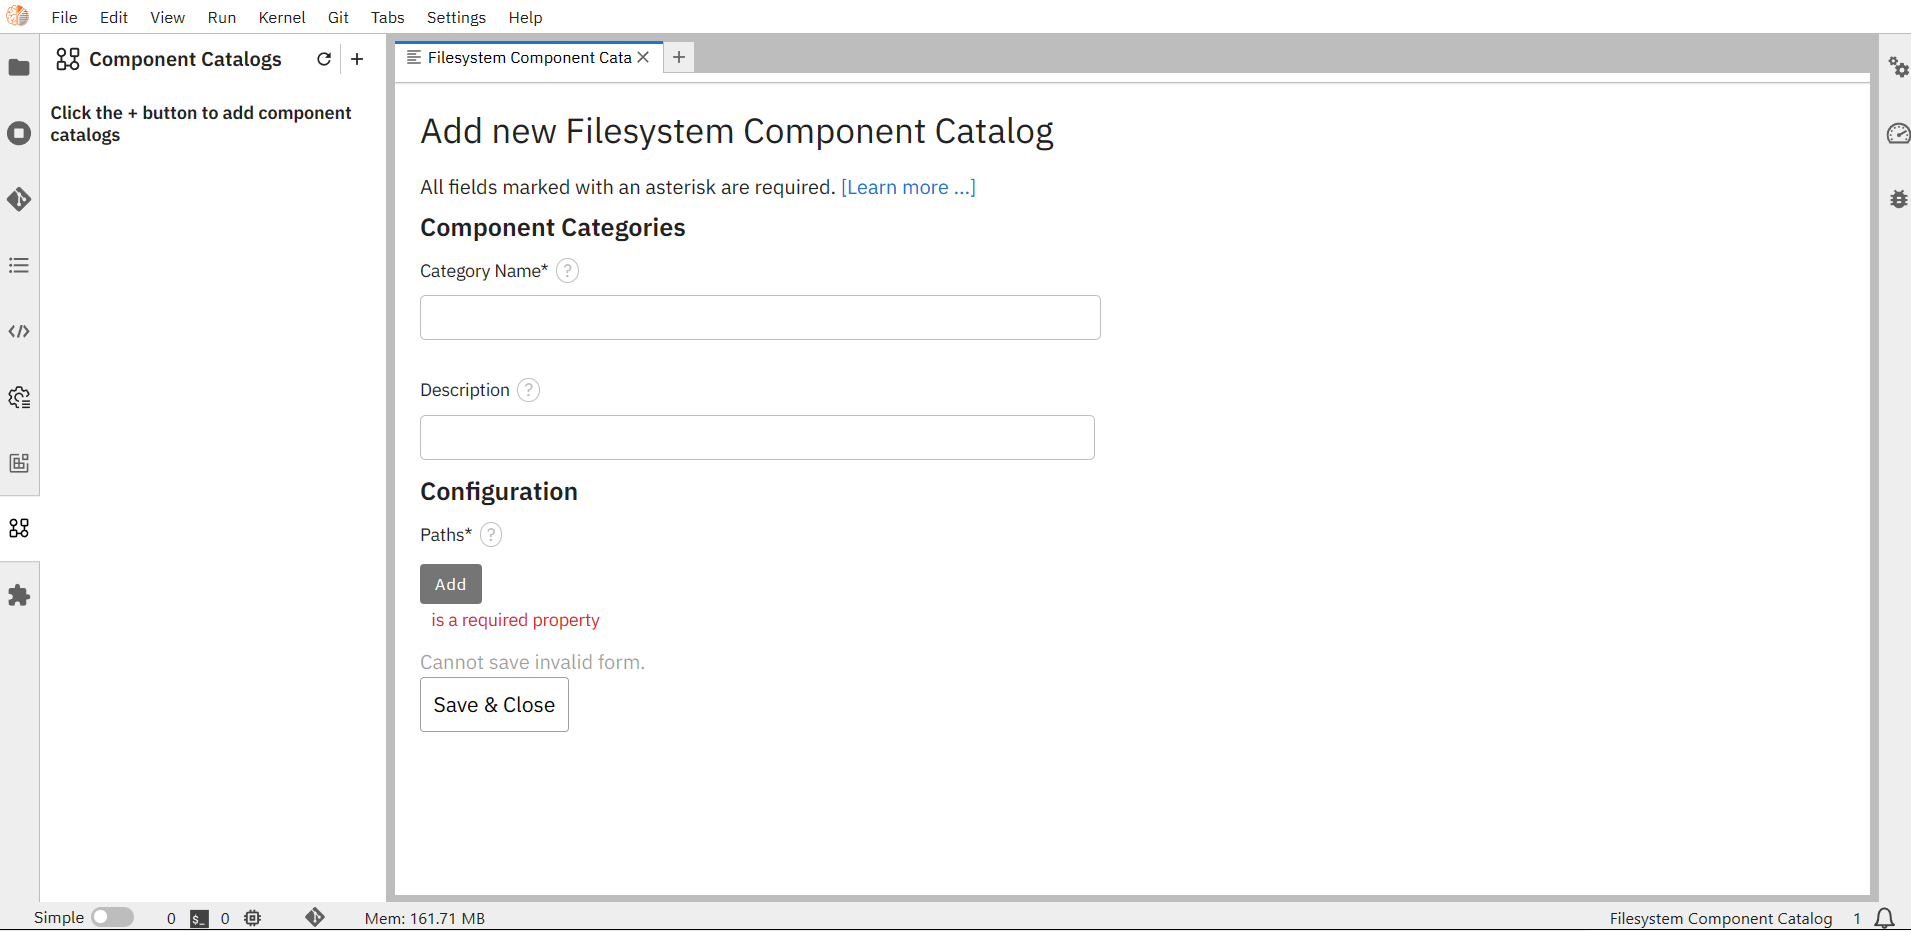 File Edit View Run Kernel Git Tabs Settings Help
Component Catalogs
Click the + button to add component
catalogs
Filesystem Component Cata
Add new Filesystem Component Catalog
All fields marked with an asterisk are required. [Learn more ...]
Component Categories
Category Name* ?
Description ?
Configuration
Paths* ?
Add
is a required property
Cannot save invalid form.
Save & Close
Simple 0 $_ 0 Mem: 161.71 MB Filesystem Component Catalog 1